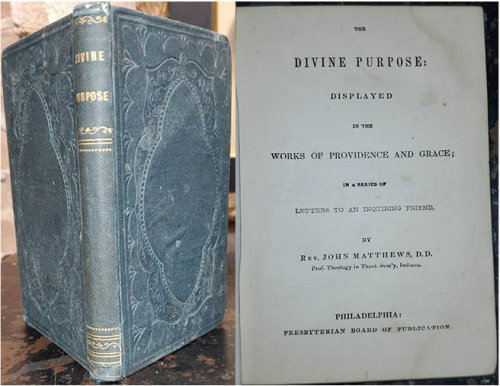 DIVINE
PURPOSE
THE
DIVINE PURPOSE:
DISPLAYED
IN THE
WORKS OF PROVIDENCE AND GRACE;
IN A SERIES OF
LETTERS TO AN INQUIRING FRIEND,
BY
REV. JOHN MATTHEWS, D.D.
Prof. Theology in Theol. Sem'y, Indiana.
PHILADELPHIA:
PRESBYTERIAN BOARD OF PUBLICATION.